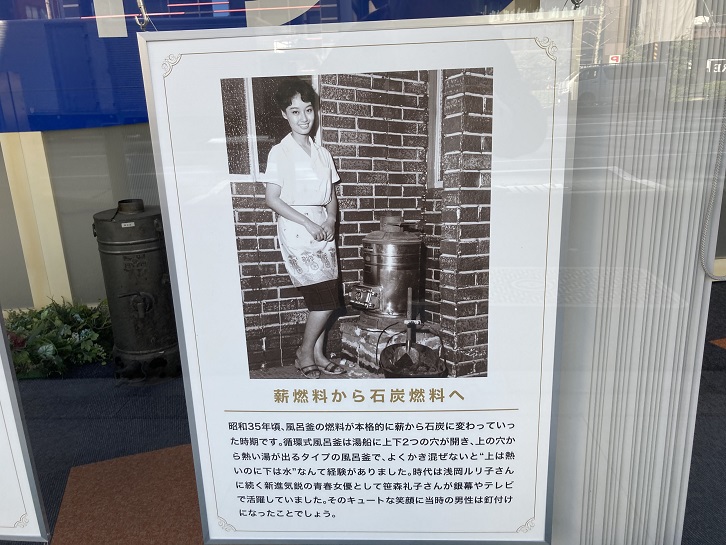 薪燃料から石炭燃料へ
昭和35年頃、風呂釜の燃料が本格的に薪から石炭に変わっていっ
た時期です。循環式風呂釜は湯船に上下2つの穴が開き、上の穴か
ら熱い湯が出るタイプの風呂釜で、よくかき混ぜないと“上は熱
いのに下は水”なんて経験がありました。時代は浅岡ルリ子さん
に続く新進気鋭の青春女優として笹森礼子さんが銀幕やテレビ
で活躍していました。そのキュートな笑顔に当時の男性は釘付け
になったことでしょう。